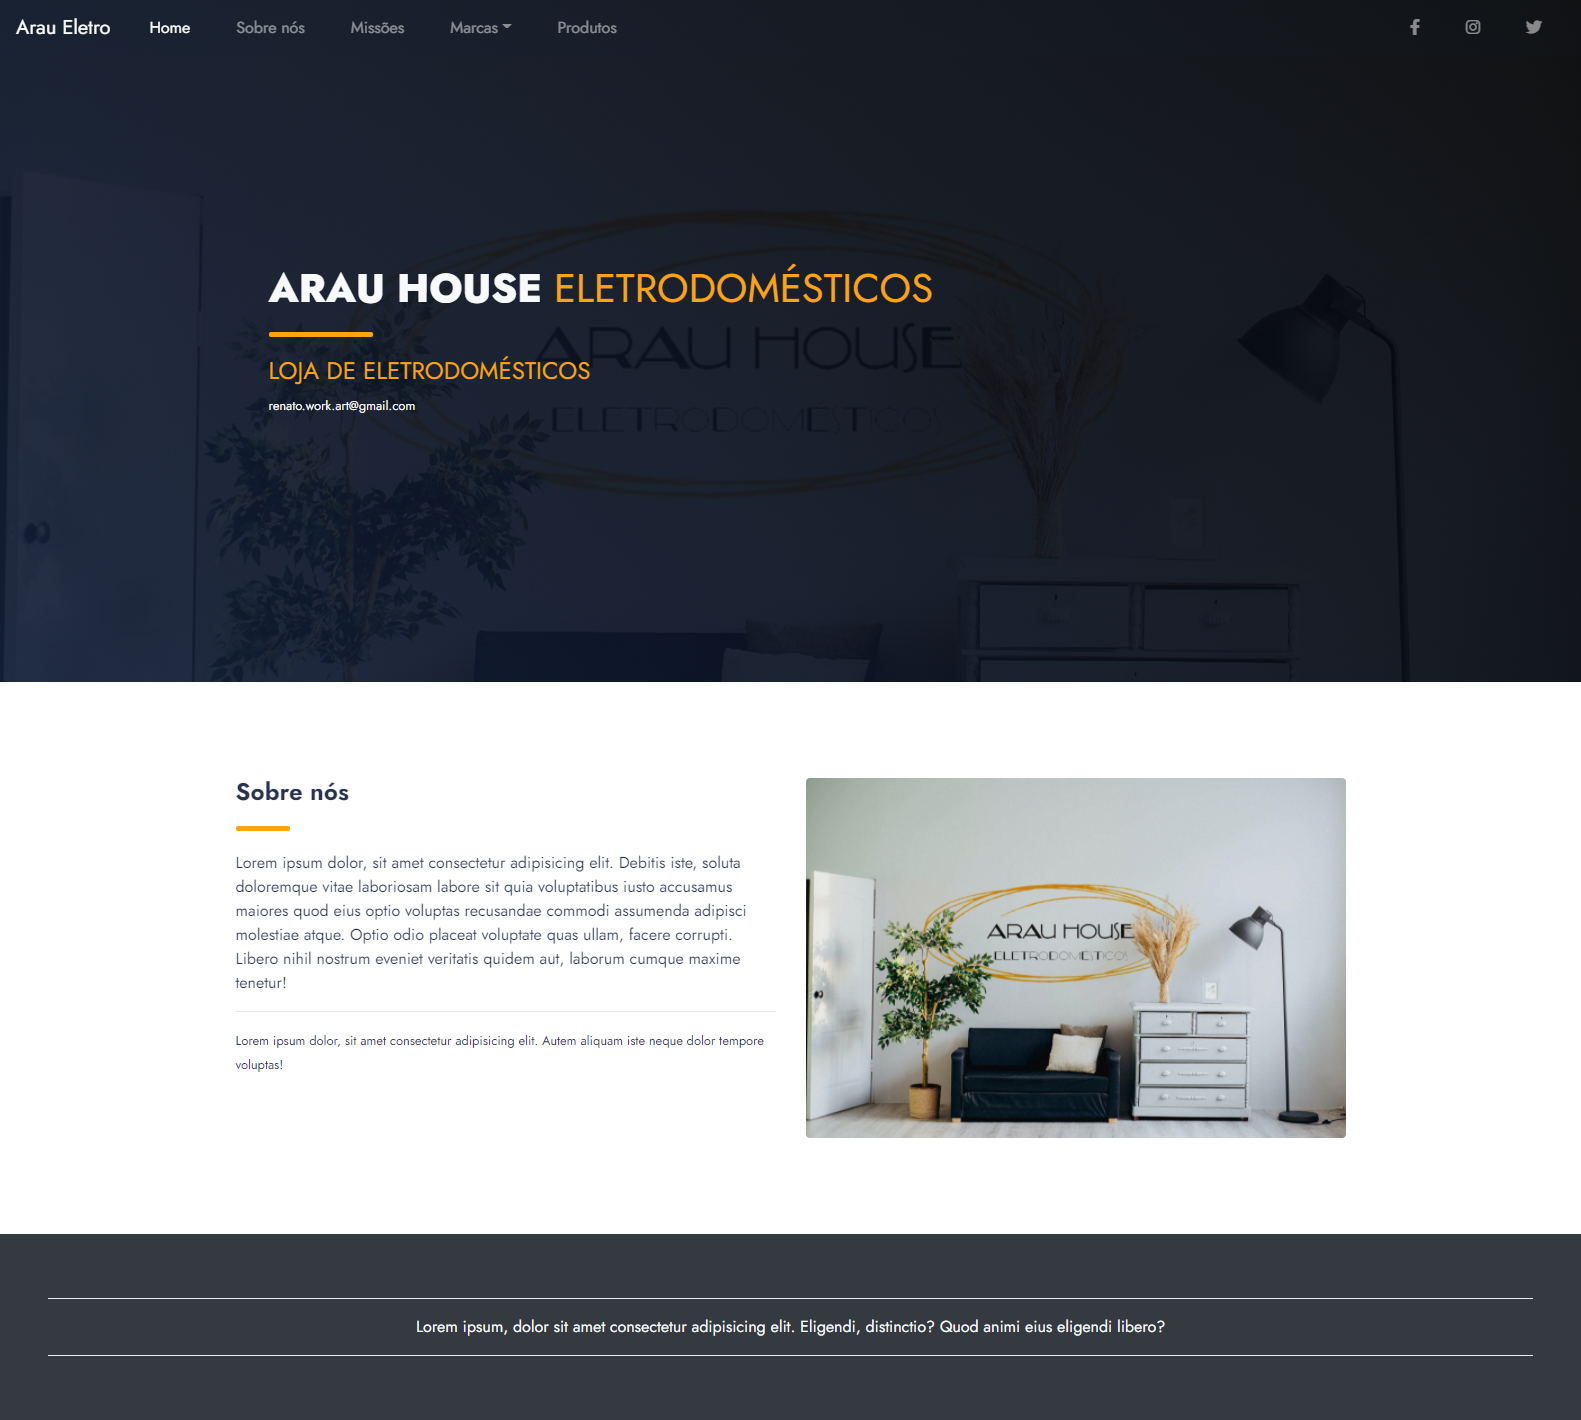 Arau Eletro Home Sobre nós Missões Marcas Produtos
ARAU HOUSE ELETRODOMÉSTICOS
ARAU HOUSE
LOJA DE ELETRODOMÉSTICOS
renato.work.art@gmail.com
ELETRODOMESTICOS
Sobre nós
Lorem ipsum dolor, sit amet consectetur adipisicing elit. Debitis iste, soluta
doloremque vitae laboriosam labore sit quia voluptatibus iusto accusamus
maiores quod eius optio voluptas recusandae commodi assumenda adipisci
molestiae atque. Optio odio placeat voluptate quas ullam, facere corrupti.
Libero nihil nostrum eveniet veritatis quidem aut, laborum cumque maxime
tenetur!
Lorem ipsum dolor, sit amet consectetur adipisicing elit. Autem aliquam iste neque dolor tempore
voluptas!
ARAU HOUSE
ELETRODOMESTICOS
Lorem ipsum, dolor sit amet consectetur adipisicing elit. Eligendi, distinctio? Quod animi eius eligendi libero?